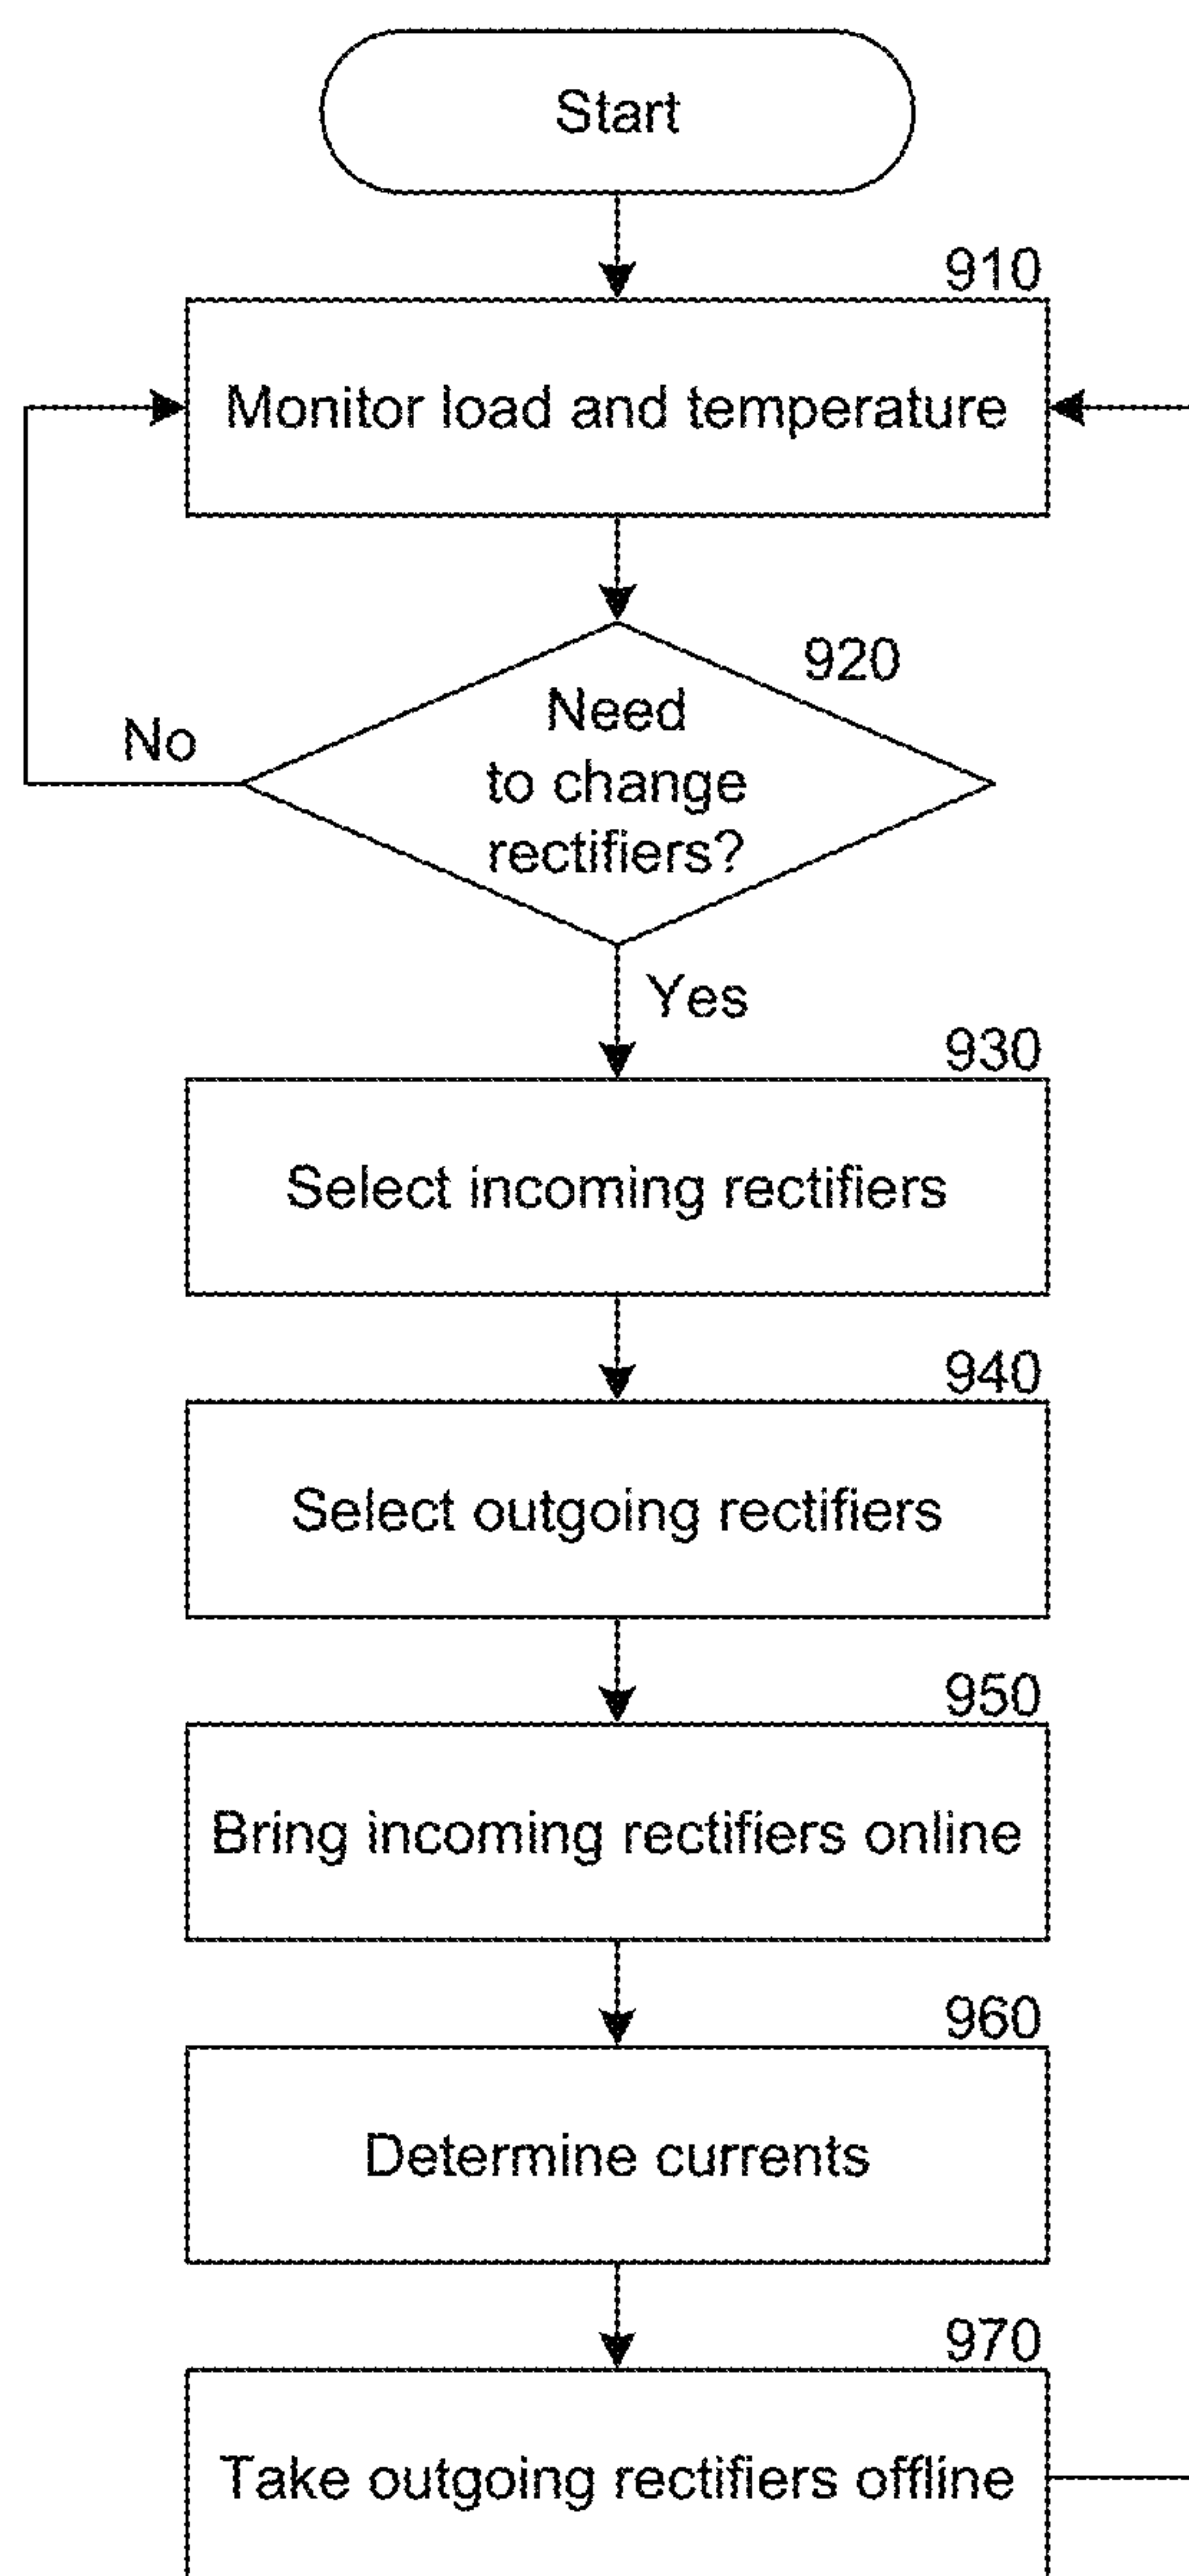 Start
910
Monitor load and temperature
920
Need
to change
rectifiers?
No
Yes
930
Select incoming rectifiers
940
Select outgoing rectifiers
950
Bring incoming rectifiers online
960
Determine currents
970
Take outgoing rectifiers offline